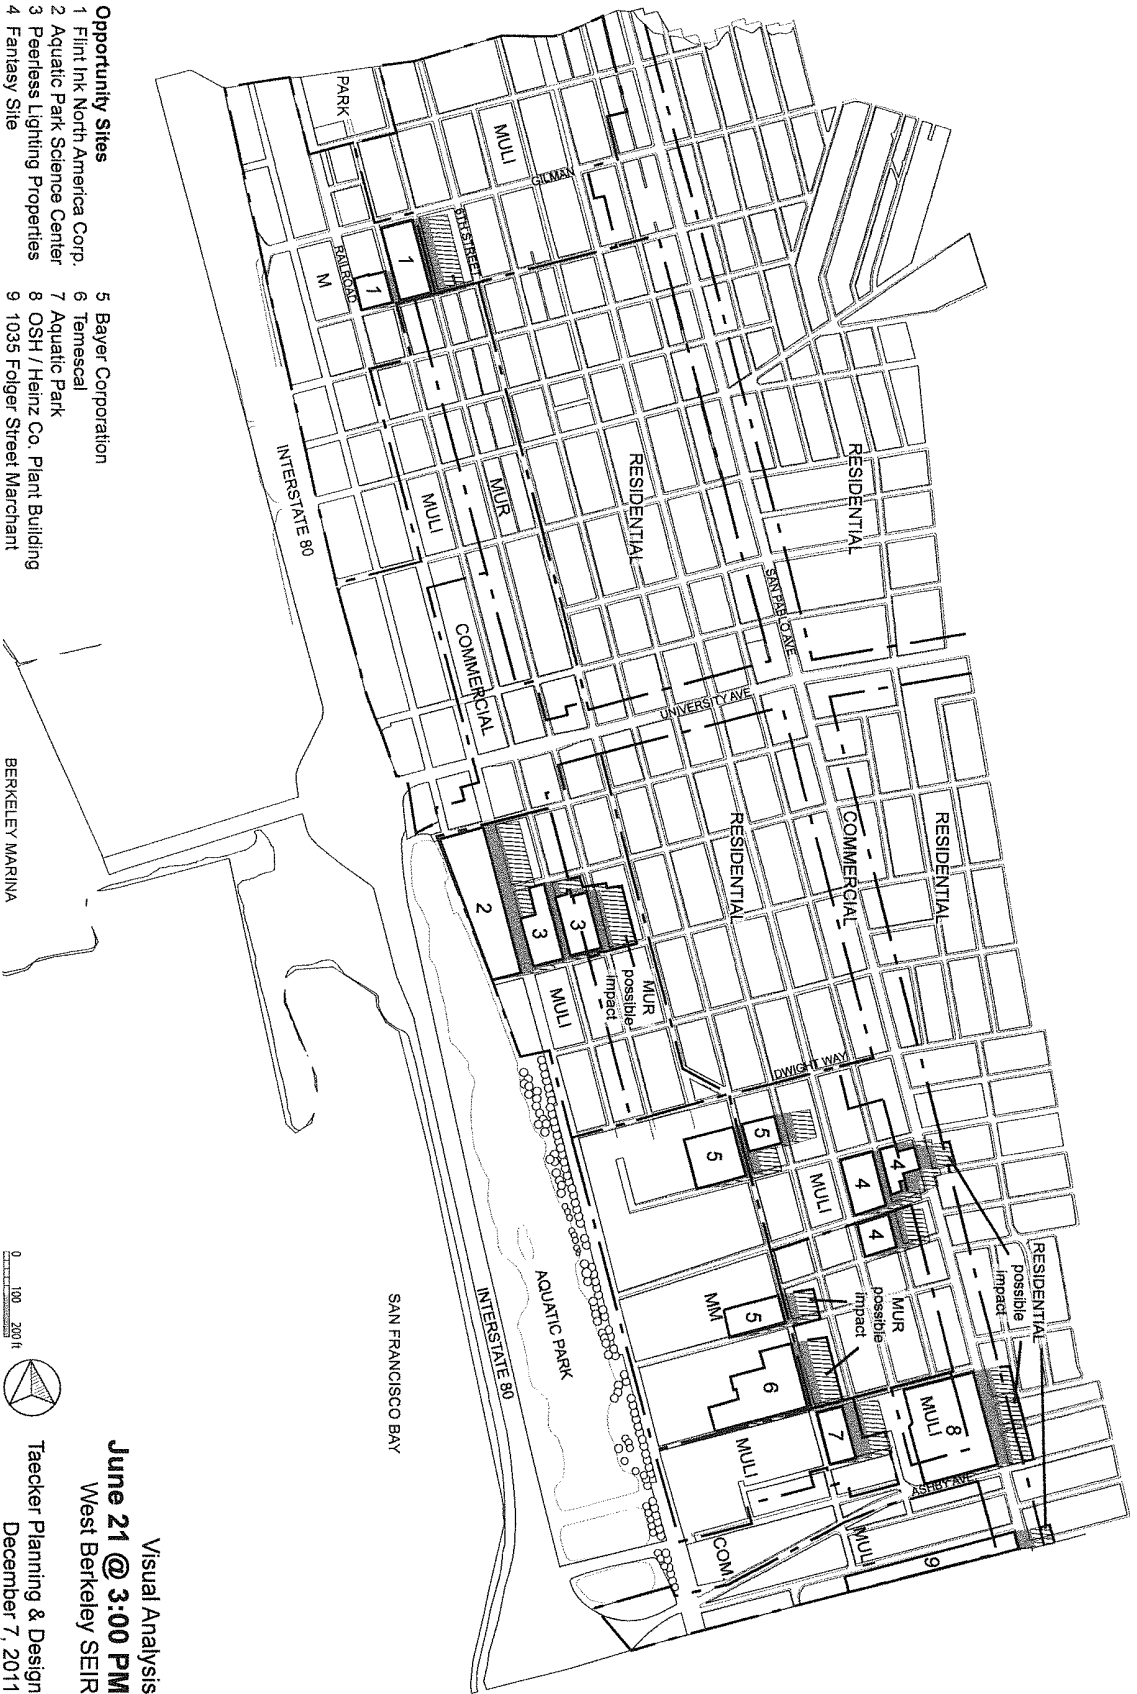 Opportunity Sites
1 Flint Ink North America Corp.
2 Aquatic Park Science Center
3 Peerless Lighting Properties
4 Fantasy Site
5 Bayer Corporation
6 Temescal
7 Aquatic Park
8 OSH / Heinz Co. Plant Building
9 1035 Folger Street Marchant
0 100 200 ft
Visual Analysis
June 21 @ 3:00 PM
West Berkeley SEIR
Taecker Planning & Design
December 7, 2011
PARK
MULI
GILMAN
6TH STREET
1
1
RAILROAD
M
INTERSTATE 80
MULI
MUR
RESIDENTIAL
RESIDENTIAL
SAN PABLO AVE
COMMERCIAL
UNIVERSITY AVE
BERKELEY MARINA
2
3
3
MULI
MUR
possible
impact
RESIDENTIAL
COMMERCIAL
RESIDENTIAL
DWIGHT WAY
5
5
MULI
4
4
4
RESIDENTIAL
possible
impact
MUR
possible
impact
MM
5
6
7
MULI
8
ASHBY AVE
MULI
MULI
COM.
9
AQUATIC PARK
INTERSTATE 80
SAN FRANCISCO BAY